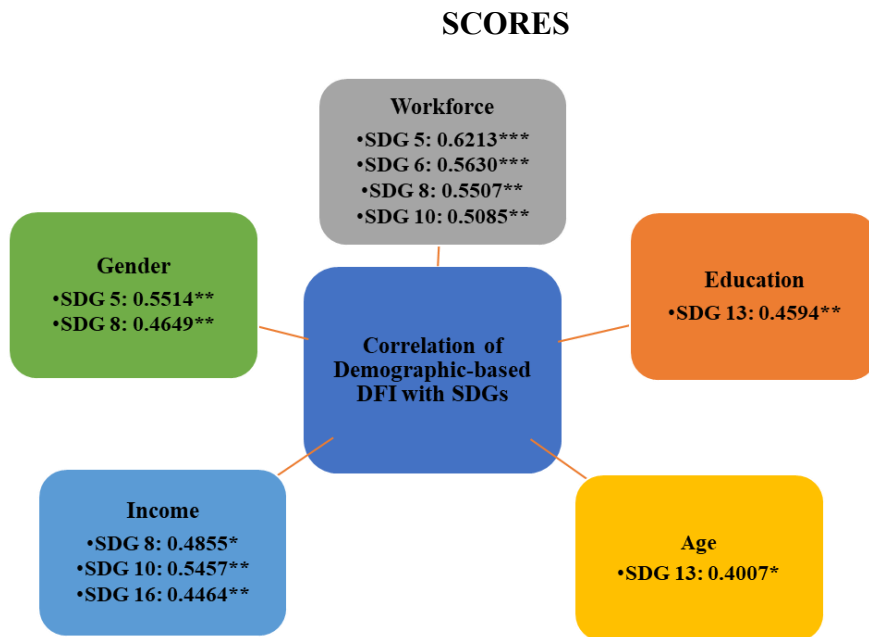 SCORES
Workforce
•SDG 5: 0.6213***
•SDG 6: 0.5630***
•SDG 8: 0.5507**
•SDG 10: 0.5085**
Gender
•SDG 5: 0.5514**
•SDG 8: 0.4649**
Education
•SDG 13: 0.4594**
Correlation of
Demographic-based
DFI with SDGs
Income
•SDG 8: 0.4855*
•SDG 10: 0.5457**
•SDG 16: 0.4464**
Age
•SDG 13: 0.4007*